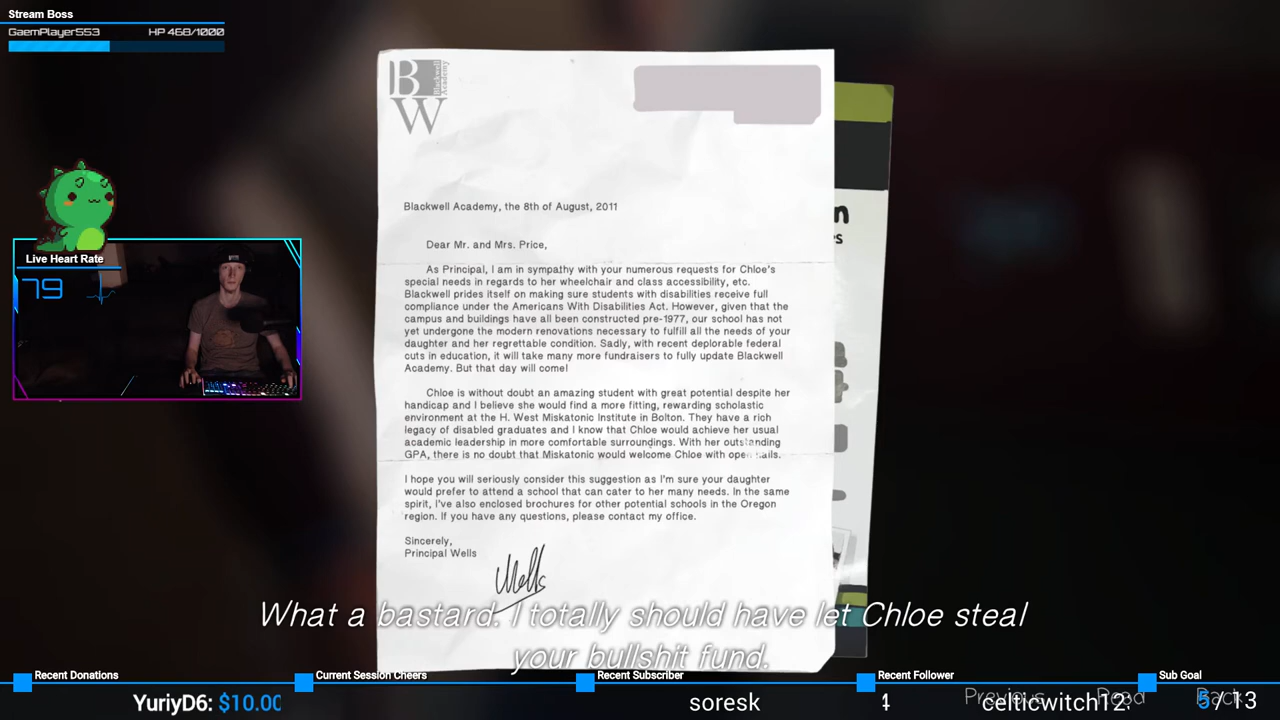 Stream Boss
GaemPlayer553
HP 468/1000
Live Heart Rate
79
BW
Blackwell Academy
Blackwell Academy, the 8th of August, 2011
Dear Mr. and Mrs. Price,
As Principal, I am in sympathy with your numerous requests for Chloe's
special needs in regards to her wheelchair and class accessibility, etc.
Blackwell prides itself on making sure students with disabilities receive full
compliance under the Americans With Disabilities Act. However, given that the
campus and buildings have all been constructed pre-1977, our school has not
yet undergone the modern renovations necessary to fulfill all the needs of your
daughter and her regrettable condition. Sadly, with recent deplorable federal
cuts in education, it will take many more fundraisers to fully update Blackwell
Academy. But that day will come!
Chloe is without doubt an amazing student with great potential despite her
handicap and I believe she would find a more fitting, rewarding scholastic
environment at the H. West Miskatonic Institute in Bolton. They have a rich
legacy of disabled graduates and I know that Chloe would achieve her usual
academic leadership in more comfortable surroundings. With her outstanding
GPA, there is no doubt that Miskatonic would welcome Chloe with open halls.
I hope you will seriously consider this suggestion as I'm sure your daughter
would prefer to attend a school that can cater to her many needs. In the same
spirit, I've also enclosed brochures for other potential schools in the Oregon
region. If you have any questions, please contact my office.
Sincerely,
Principal Wells
Wells
What a bastard. I totally should have let Chloe steal
your bullshit fund.
Recent Donations
YuriyD6: $10.00
Current Session Cheers
Recent Subscriber
soresk
4
Recent Follower
celticwitch12
Sub Goal
5 / 13
Previous
Read
Back